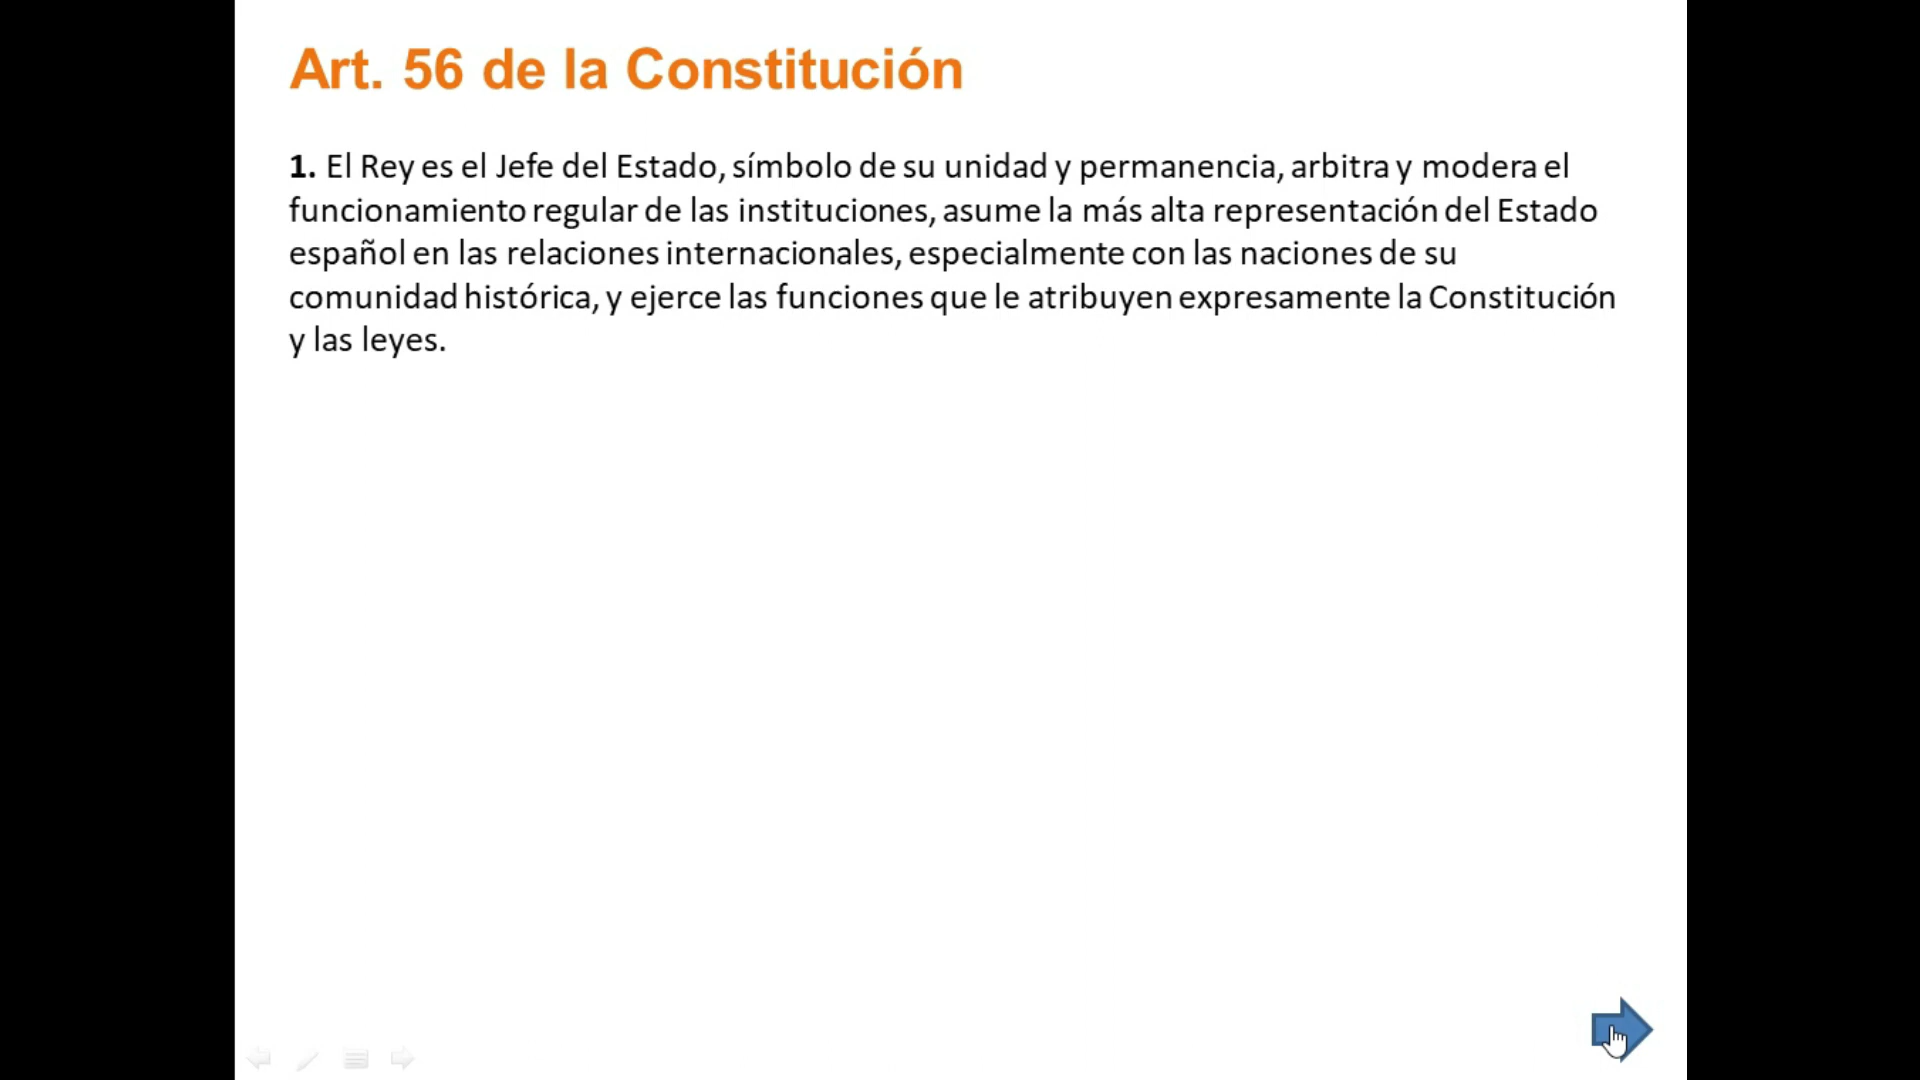 Art. 56 de la Constitución
1. El Rey es el Jefe del Estado, símbolo de su unidad y permanencia, arbitra y modera el
funcionamiento regular de las instituciones, asume la más alta representación del Estado
español en las relaciones internacionales, especialmente con las naciones de su
comunidad histórica, y ejerce las funciones que le atribuyen expresamente la Constitución
y las leyes.